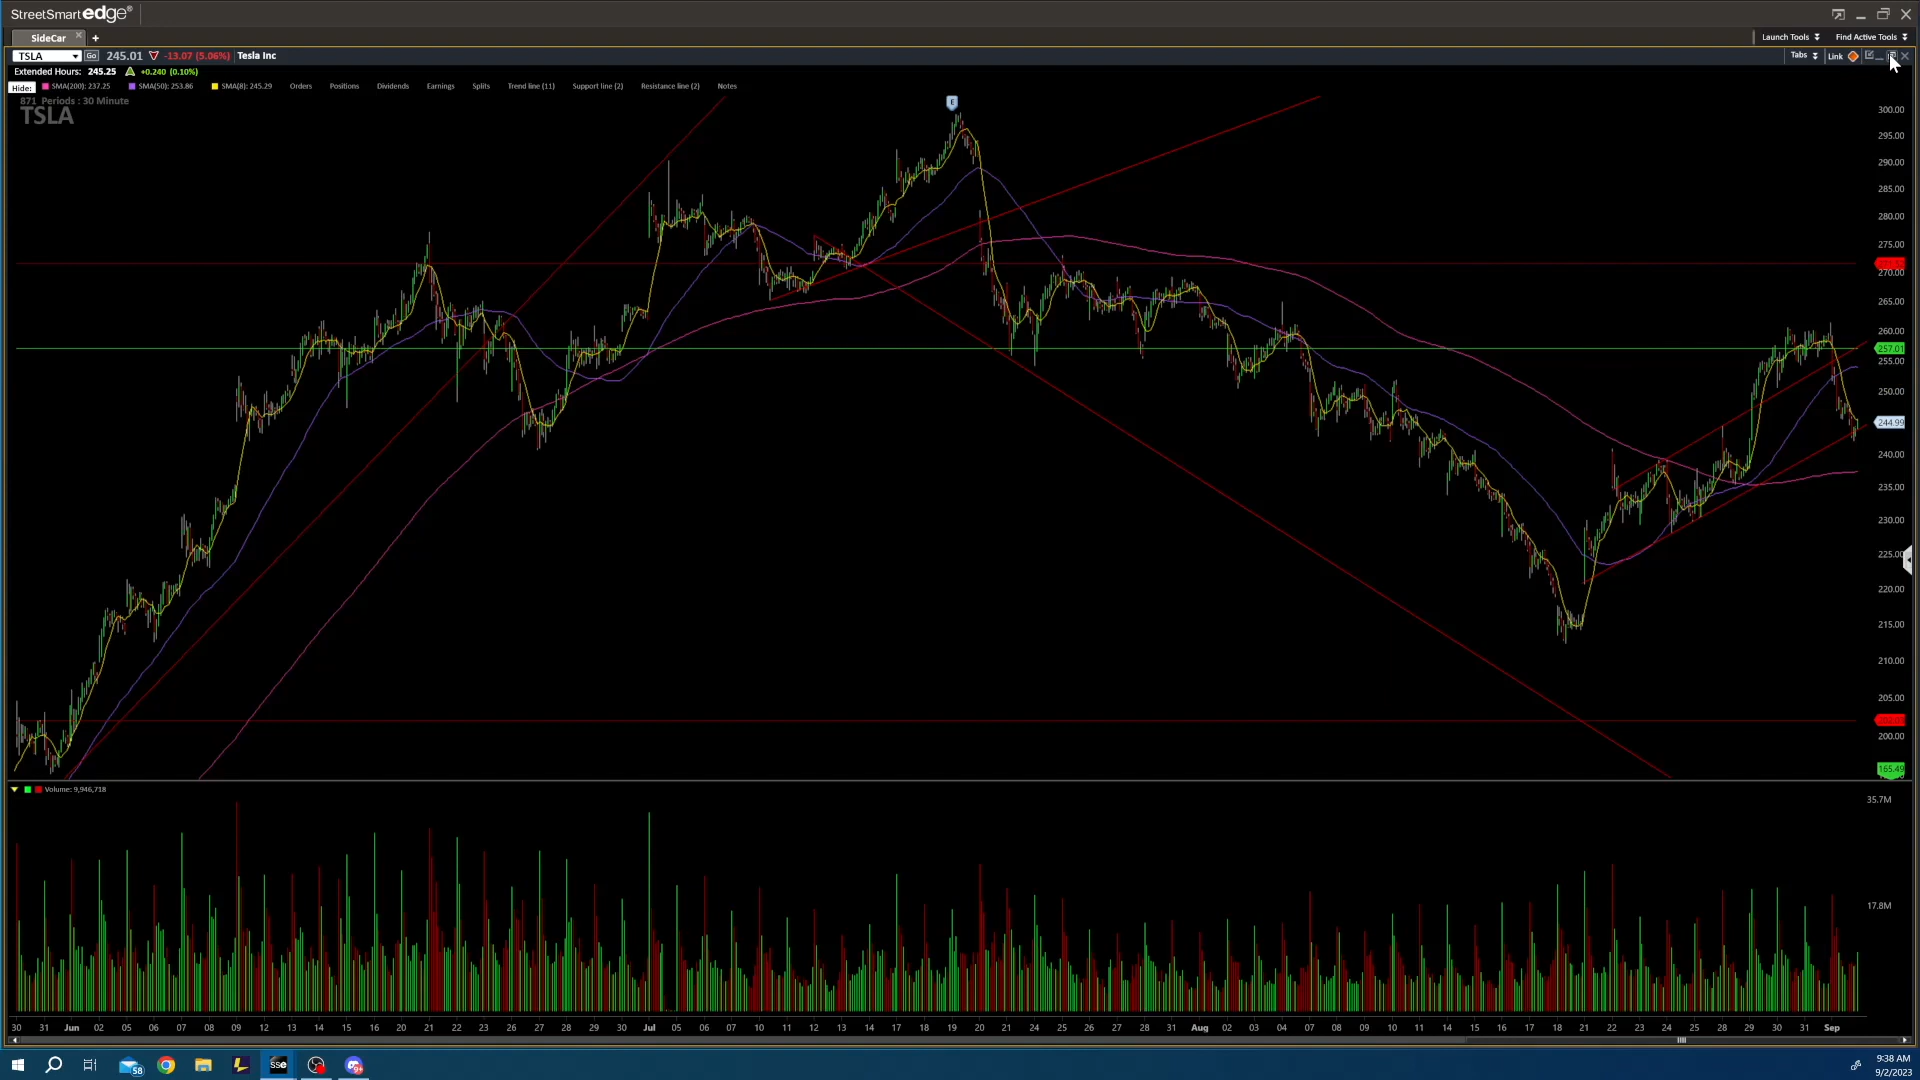 StreetSmartedge®
SideCar × +
Launch Tools Find Active Tools
TSLA Go 245.01 -13.07 (5.06%) Tesla Inc
Tabs Link
Extended Hours: 245.25 +0.240 (0.10%)
Hide: SMA(200): 237.25 SMA(50): 253.86 SMA(8): 245.29 Orders Positions Dividends Earnings Splits Trend line (11) Support line (2) Resistance line (2) Notes
871 Periods : 30 Minute
TSLA
E
300.00
295.00
290.00
285.00
280.00
275.00
270.00
265.00
260.00
257.01
255.00
250.00
244.99
240.00
235.00
230.00
225.00
220.00
215.00
210.00
205.00
200.00
165.49
Volume: 9,946,718
35.7M
17.8M
30 31 Jun 02 05 06 07 08 09 12 13 14 15 16 20 21 22 23 26 27 28 29 30 Jul 05 06 07 10 11 12 13 14 17 18 19 20 21 24 25 26 27 28 31 Aug 02 03 04 07 08 09 10 11 14 15 16 17 18 21 22 23 24 25 28 29 30 31 Sep
58
SSE
9+
9:38 AM
9/2/2023